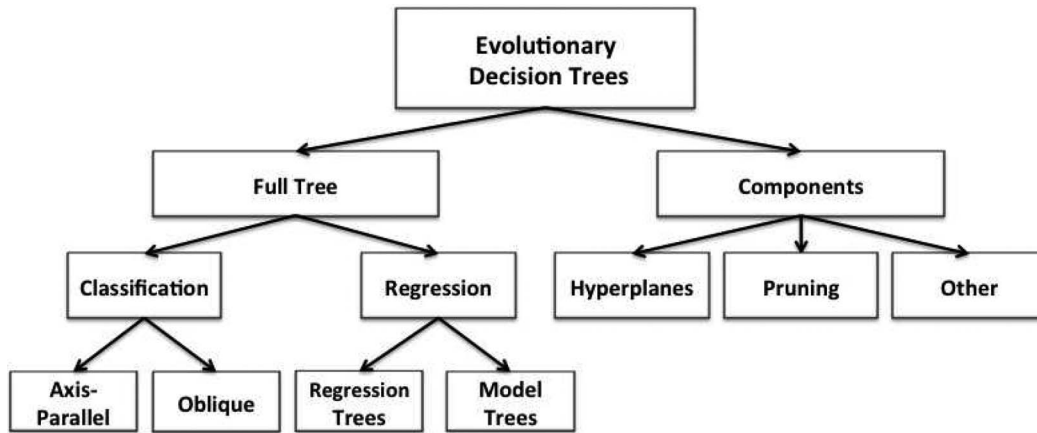 Evolutionary
Decision Trees
Full Tree
Components
Classification
Regression
Hyperplanes
Pruning
Other
Axis-
Parallel
Oblique
Regression
Trees
Model
Trees